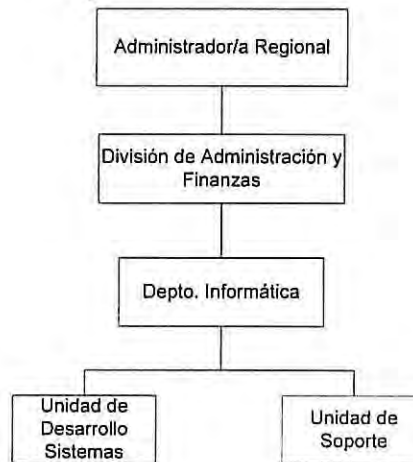 Administrador/a Regional
División de Administración y
Finanzas
Depto. Informática
Unidad de
Desarrollo
Sistemas
Unidad de
Soporte